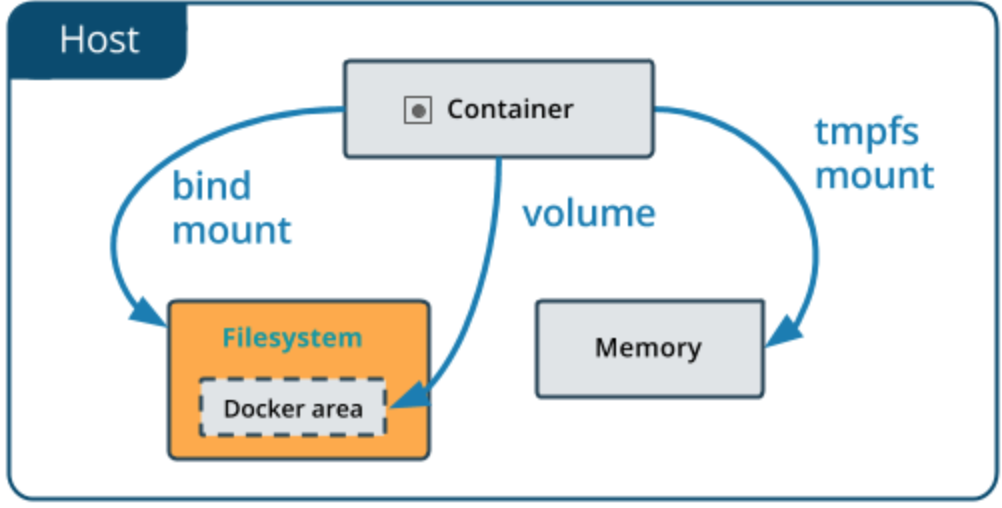 Host
Container
bind
mount
volume
tmpfs
mount
Filesystem
Docker area
Memory